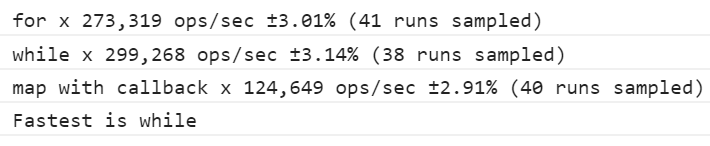 for x 273,319 ops/sec ±3.01% (41 runs sampled)
while x 299,268 ops/sec ±3.14% (38 runs sampled)
map with callback x 124,649 ops/sec ±2.91% (40 runs sampled)
Fastest is while